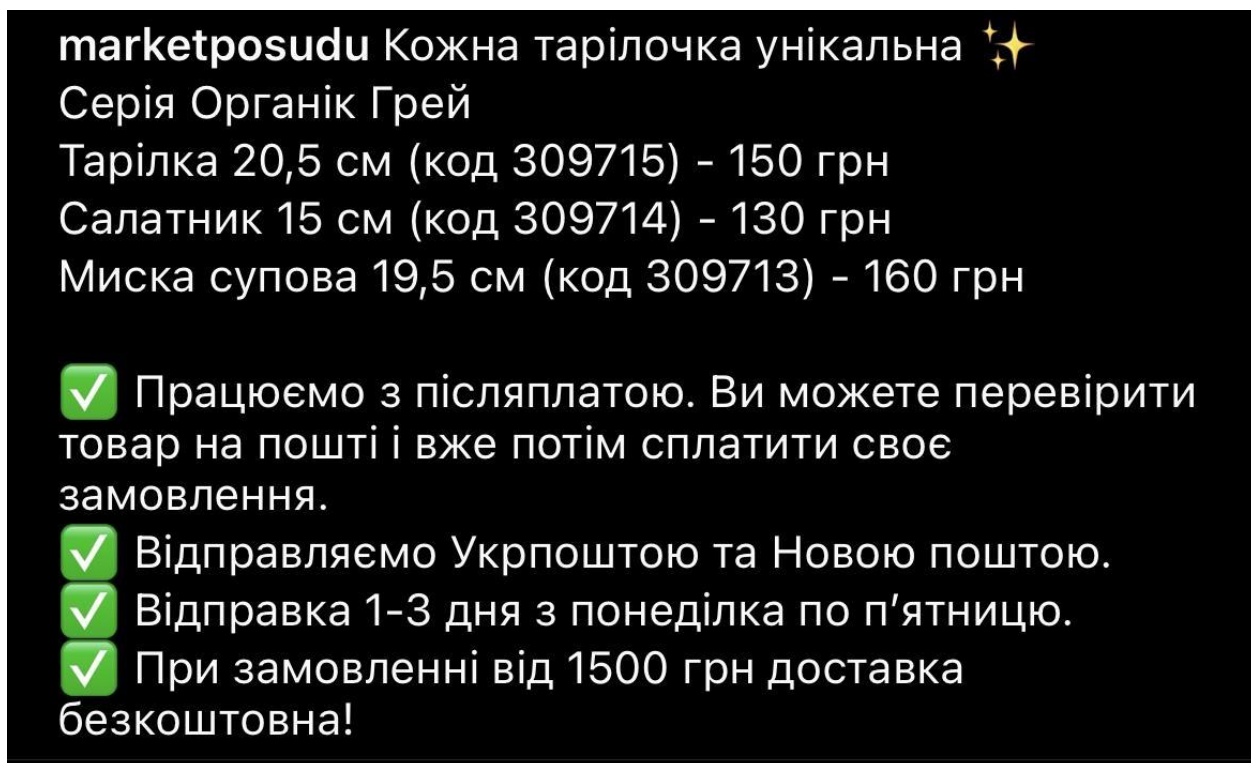 marketposudu Кожна тарілочка унікальна ✨
Серія Органік Грей
Тарілка 20,5 см (код 309715) - 150 грн
Салатник 15 см (код 309714) - 130 грн
Миска супова 19,5 см (код 309713) - 160 грн
✅ Працюємо з післяплатою. Ви можете перевірити
товар на пошті і вже потім сплатити своє
замовлення.
✅ Відправляємо Укрпоштою та Новою поштою.
✅ Відправка 1-3 дня з понеділка по п’ятницю.
✅ При замовленні від 1500 грн доставка
безкоштовна!